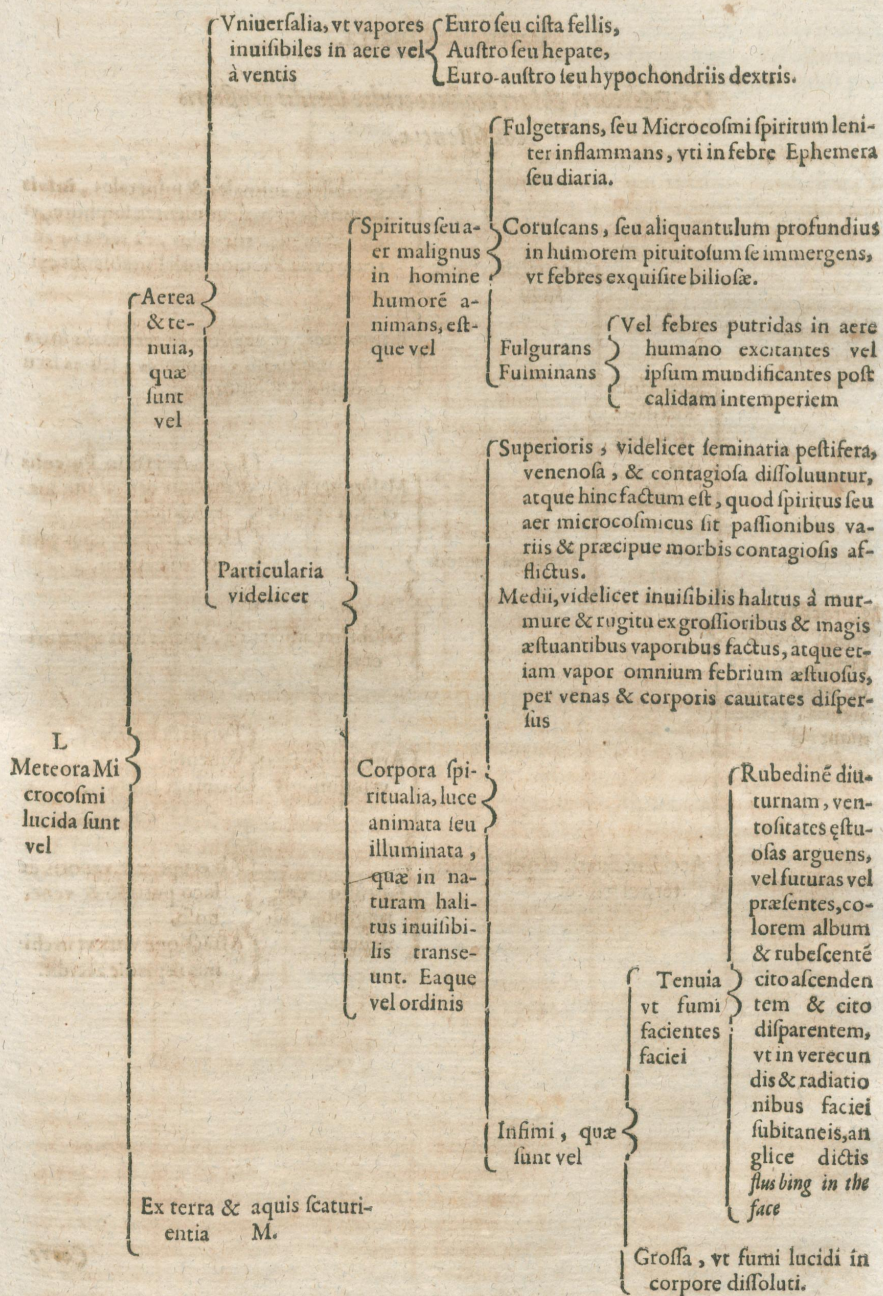 L
Meteora Mi
crocoſmi
lucida ſunt
vel
Aerea
& te-
nuia,
quæ
ſunt
vel
Vniuerſalia, vt vapores
inuiſibiles in aere vel
à ventis
Euro ſeu ciſta fellis,
Auſtro ſeu hepate,
Euro-auſtro ſeu hypochondriis dextris.
Particularia
videlicet
Spiritus ſeu a-
er malignus
in homine
humorē a-
nimans, eſt-
que vel
Fulgetrans, ſeu Microcoſmi ſpiritum leni-
ter inflammans, vti in febre Ephemera
ſeu diaria.
Coruſcans, ſeu aliquantulum profundius
in humorem pituitoſum ſe immergens,
vt febres exquiſite bilioſæ.
Fulgurans
Fulminans
Vel febres putridas in aere
humano excitantes vel
ipſum mundificantes poſt
calidam intemperiem
Corpora ſpi-
ritualia, luce
animata ſeu
illuminata,
quæ in na-
turam hali-
tus inuiſibi-
lis transe-
unt. Eaque
vel ordinis
Superioris, videlicet ſeminaria peſtifera,
venenoſa, & contagioſa diſſoluuntur,
atque hinc factum eſt, quod ſpiritus ſeu
aer microcoſmicus ſit paſſionibus va-
riis & præcipue morbis contagioſis af-
flictus.
Medii, videlicet inuiſibilis halitus à mur-
mure & rugitu ex groſſioribus & magis
æſtuantibus vaporibus factus, atque et-
iam vapor omnium febrium æſtuoſus,
per venas & corporis cauitates diſper-
ſus
Infimi, quæ
ſunt vel
Tenuia
vt fumi
facientes
faciei
Rubedinē diu-
turnam, ven-
toſitates ęſtu-
oſas arguens,
vel futuras vel
præſentes, co-
lorem album
& rubeſcentē
cito aſcenden
tem & cito
diſparentem,
vt in verecun
dis & radiatio
nibus faciei
ſubitaneis, an
glice dictis
fluſbing in the
face
Groſſa, vt fumi lucidi in
corpore diſſoluti.
Ex terra & aquis ſcaturi-
entia M.